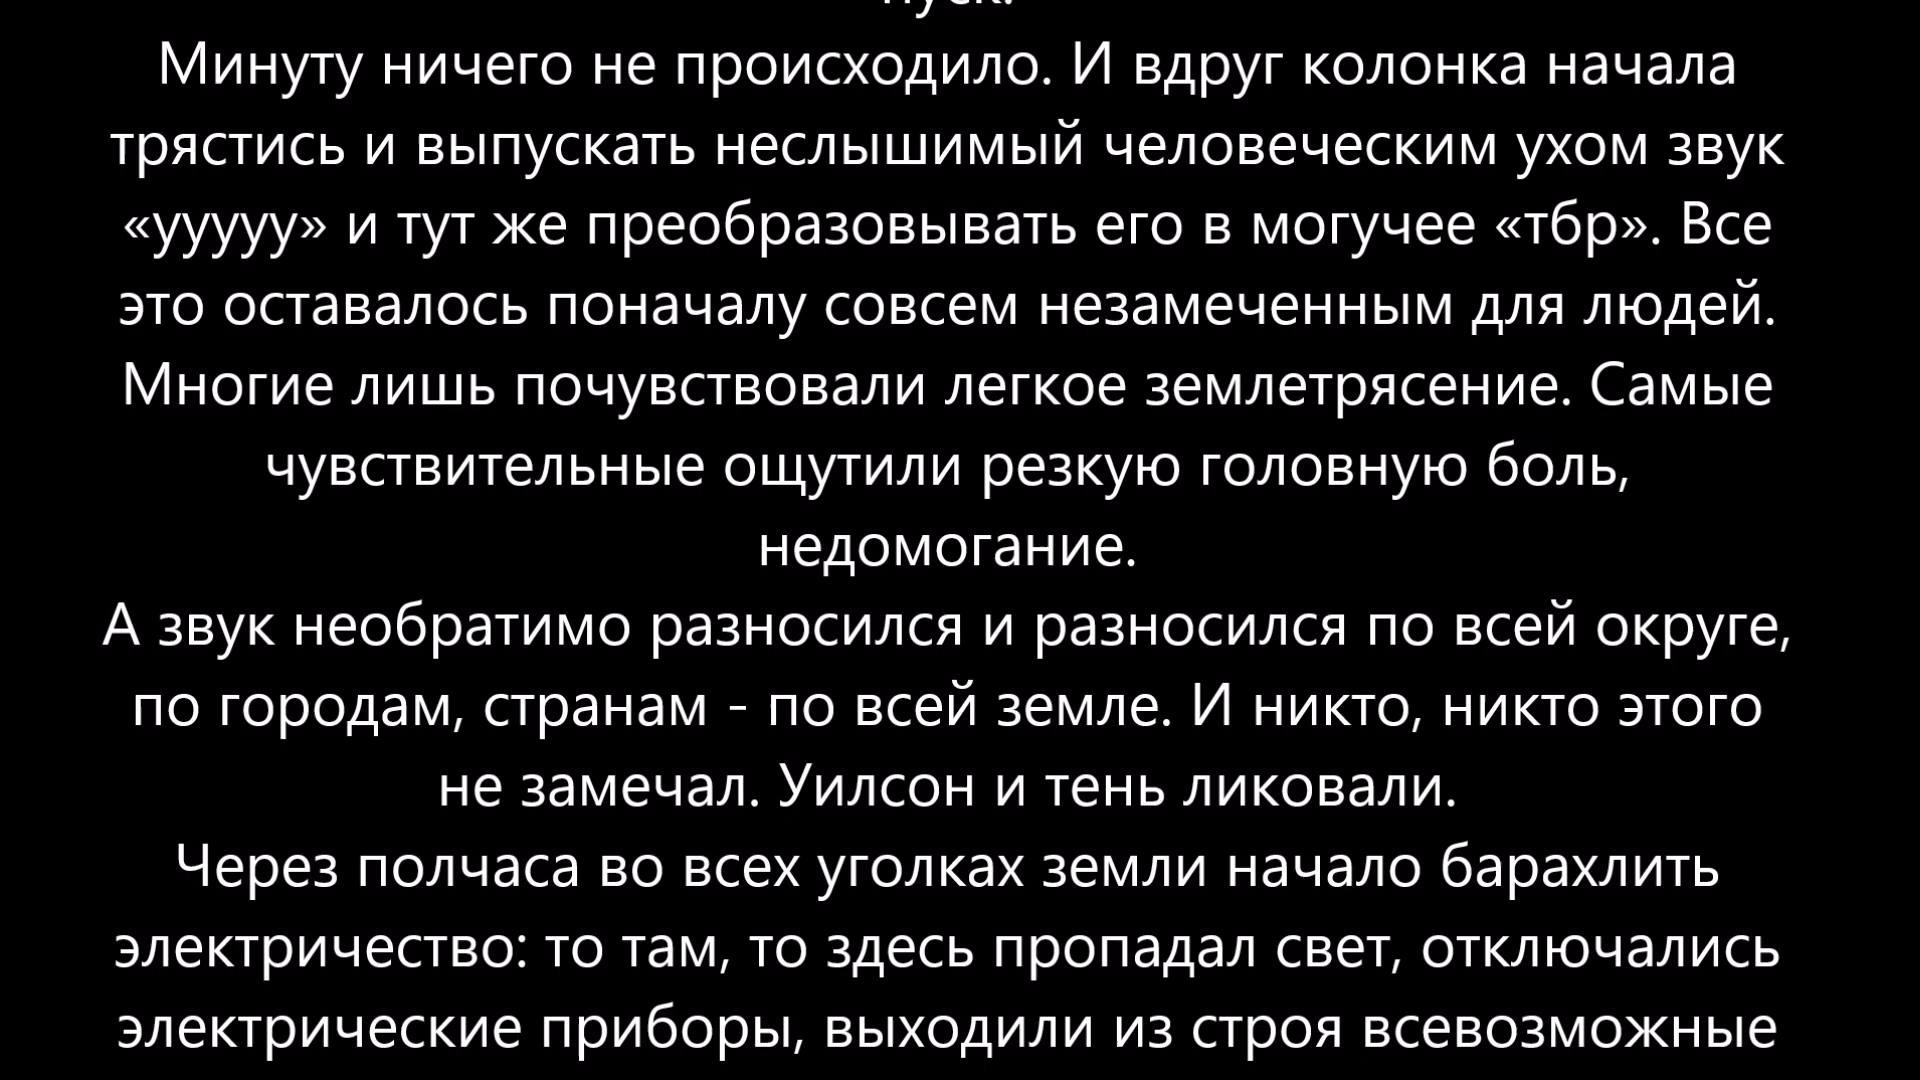 Минуту ничего не происходило. И вдруг колонка начала
трястись и выпускать неслышимый человеческим ухом звук
«ууууу» и тут же преобразовывать его в могучее «тбр». Все
это оставалось поначалу совсем незамеченным для людей.
Многие лишь почувствовали легкое землетрясение. Самые
чувствительные ощутили резкую головную боль,
недомогание.
А звук необратимо разносился и разносился по всей округе,
по городам, странам - по всей земле. И никто, никто этого
не замечал. Уилсон и тень ликовали.
Через полчаса во всех уголках земли начало барахлить
электричество: то там, то здесь пропадал свет, отключались
электрические приборы, выходили из строя всевозможные